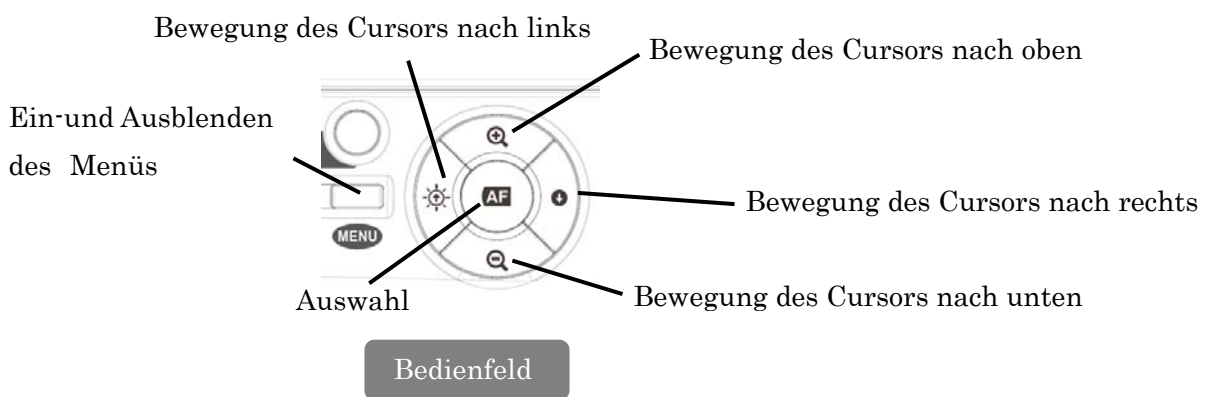 Bewegung des Cursors nach links
Bewegung des Cursors nach oben
Ein-und Ausblenden
des Menüs
AF
Bewegung des Cursors nach rechts
MENU
Auswahl
Bewegung des Cursors nach unten
Bedienfeld